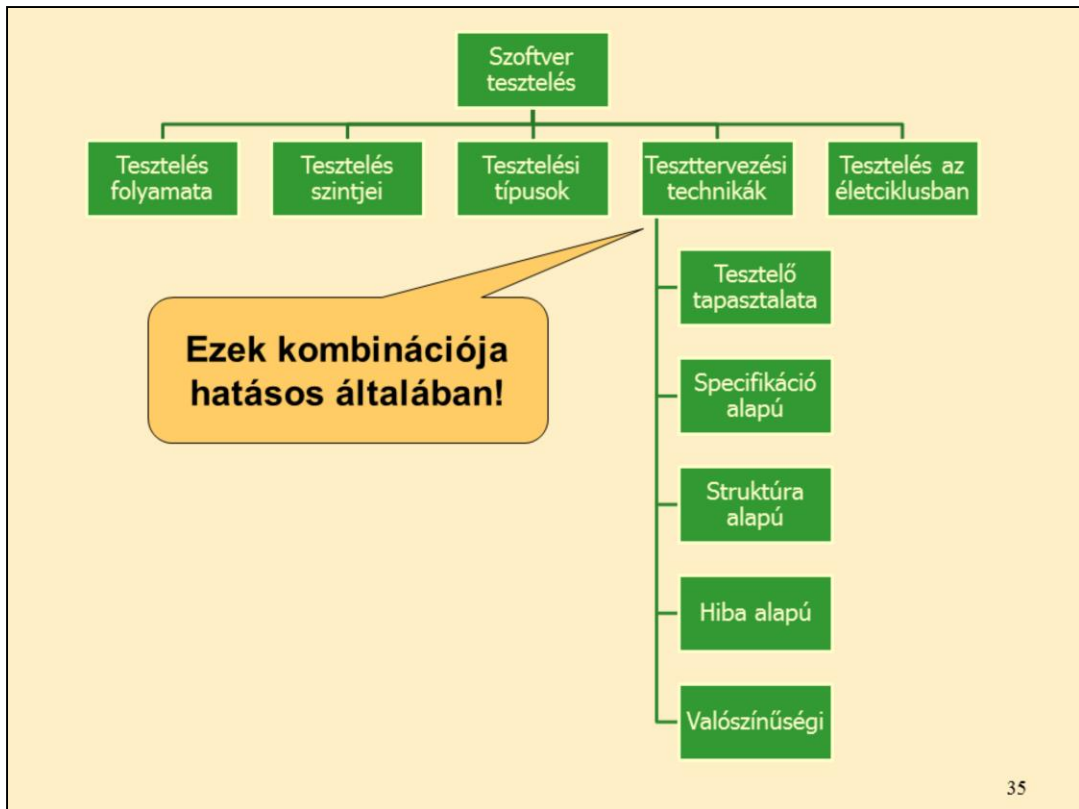 Szoftver
tesztelés
Tesztelés
folyamata
Tesztelés
szintjei
Tesztelési
típusok
Teszttervezési
technikák
Tesztelés az
életciklusban
Tesztelő
tapasztalata
Ezek kombinációja
hatásos általában!
Specifikáció
alapú
Struktúra
alapú
Hiba alapú
Valószínűségi
35